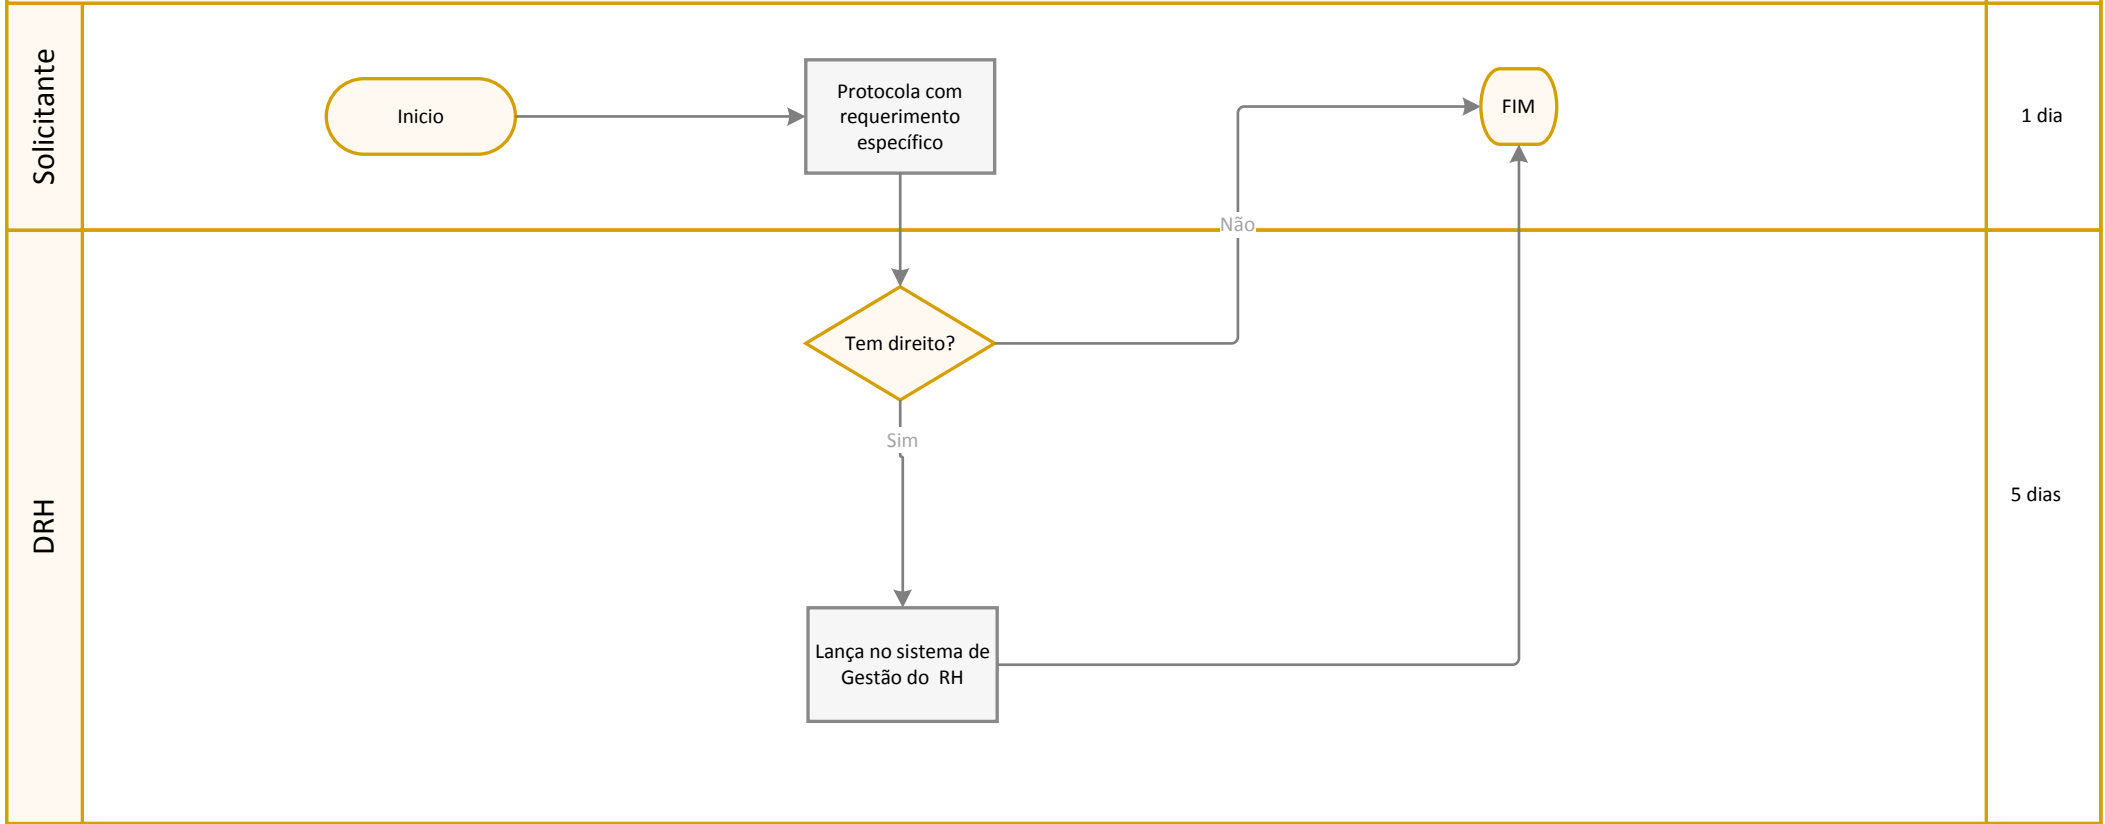 Solicitante
Inicio
Protocola com
requerimento
específico
FIM
1 dia
Não
DRH
Tem direito?
Sim
5 dias
Lança no sistema de
Gestão do  RH